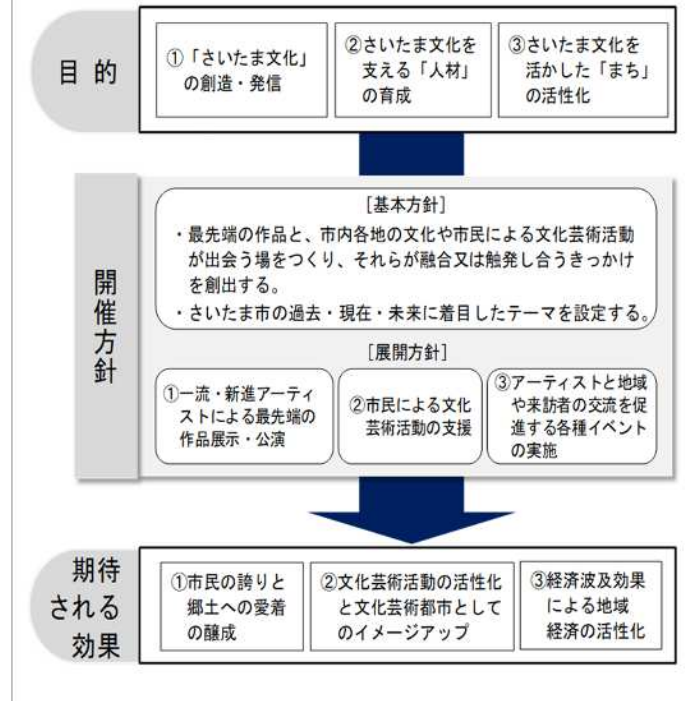 目 的
①「さいたま文化」
の創造・発信
②さいたま文化を
支える「人材」
の育成
③さいたま文化を
活かした「まち」
の活性化
開催方針
[基本方針]
・最先端の作品と、市内各地の文化や市民による文化芸術活動
が出会う場をつくり、それらが融合又は触発し合うきっかけ
を創出する。
・さいたま市の過去・現在・未来に着目したテーマを設定する。
[展開方針]
①一流・新進アーティ
ストによる最先端の
作品展示・公演
②市民による文化
芸術活動の支援
③アーティストと地域
や来訪者の交流を促
進する各種イベント
の実施
期待
される
効果
①市民の誇りと
郷土への愛着
の醸成
②文化芸術活動の活性化
と文化芸術都市として
のイメージアップ
③経済波及効果
による地域
経済の活性化